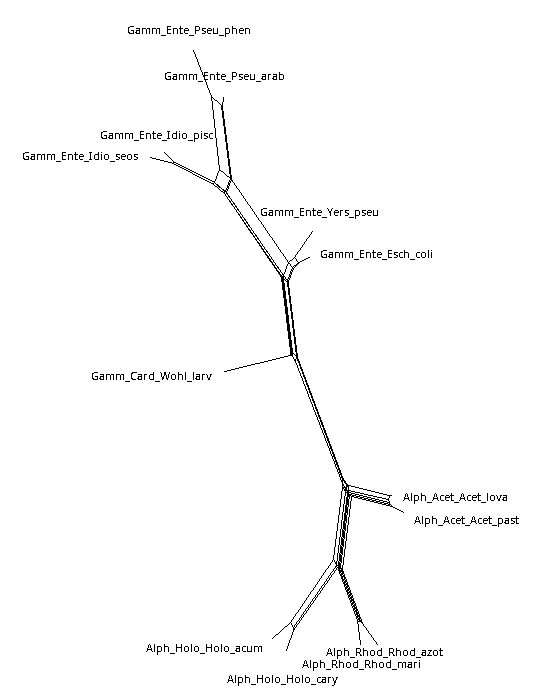 Gamm_Ente_Pseu_phen
Gamm_Ente_Pseu_arab
Gamm_Ente_Idio_pisc
Gamm_Ente_Idio_seos
Gamm_Ente_Yers_pseu
Gamm_Ente_Esch_coli
Gamm_Card_Wohl_larv
Alph_Acet_Acet_lova
Alph_Acet_Acet_past
Alph_Holo_Holo_acum
Alph_Rhod_Rhod_azot
Alph_Rhod_Rhod_mari
Alph_Holo_Holo_cary